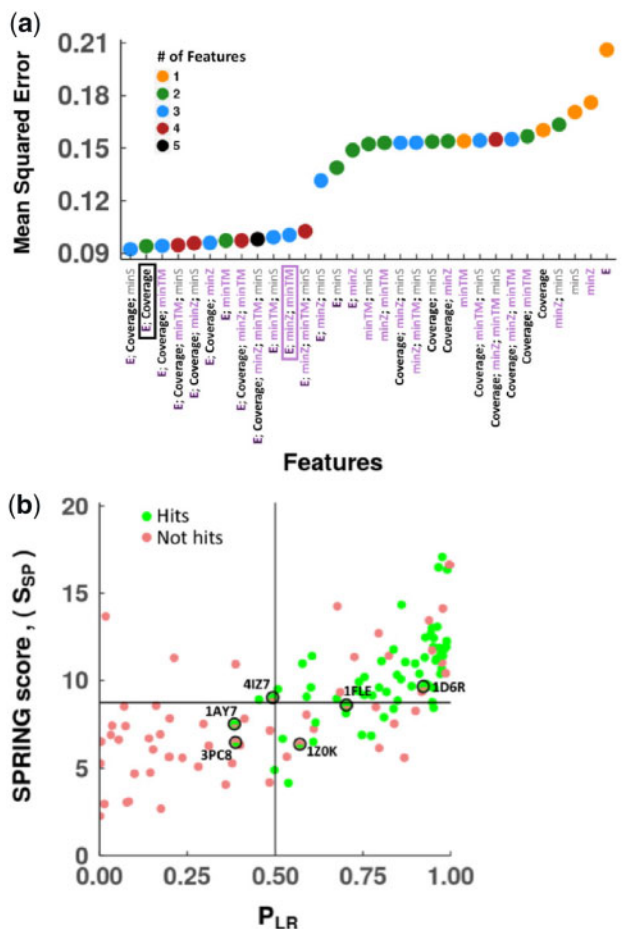 (a)
0.21
0.18
0.15
0.12
0.09
Mean Squared Error
# of Features
1
2
3
4
5
E; Coverage; minS
E; Coverage
E; Coverage; minTM
E; Coverage; minTM; minS
E; Coverage; minZ; minS
E; Coverage; minZ
E; minTM
E; Coverage; minZ; minTM
E; Coverage; minZ; minTM; minS
E; minTM; minS
E; minZ; minTM
E; minZ; minTM; minS
E; minZ; minS
E; minS
E; minZ
minTM; minS
minZ; minTM
Coverage; minZ; minS
minZ; minTM; minS
Coverage; minS
Coverage; minZ
minTM
Coverage; minTM; minS
Coverage; minZ; minTM; minS
Coverage; minZ; minTM
Coverage; minTM
Coverage
minZ; minS
minS
minZ
E
Features
(b)
20
15
10
5
0
SPRING score , ( SSP )
Hits
Not hits
4IZ7
1FLE
1D6R
1AY7
3PC8
1Z0K
0.00
0.25
0.50
0.75
1.00
PLR